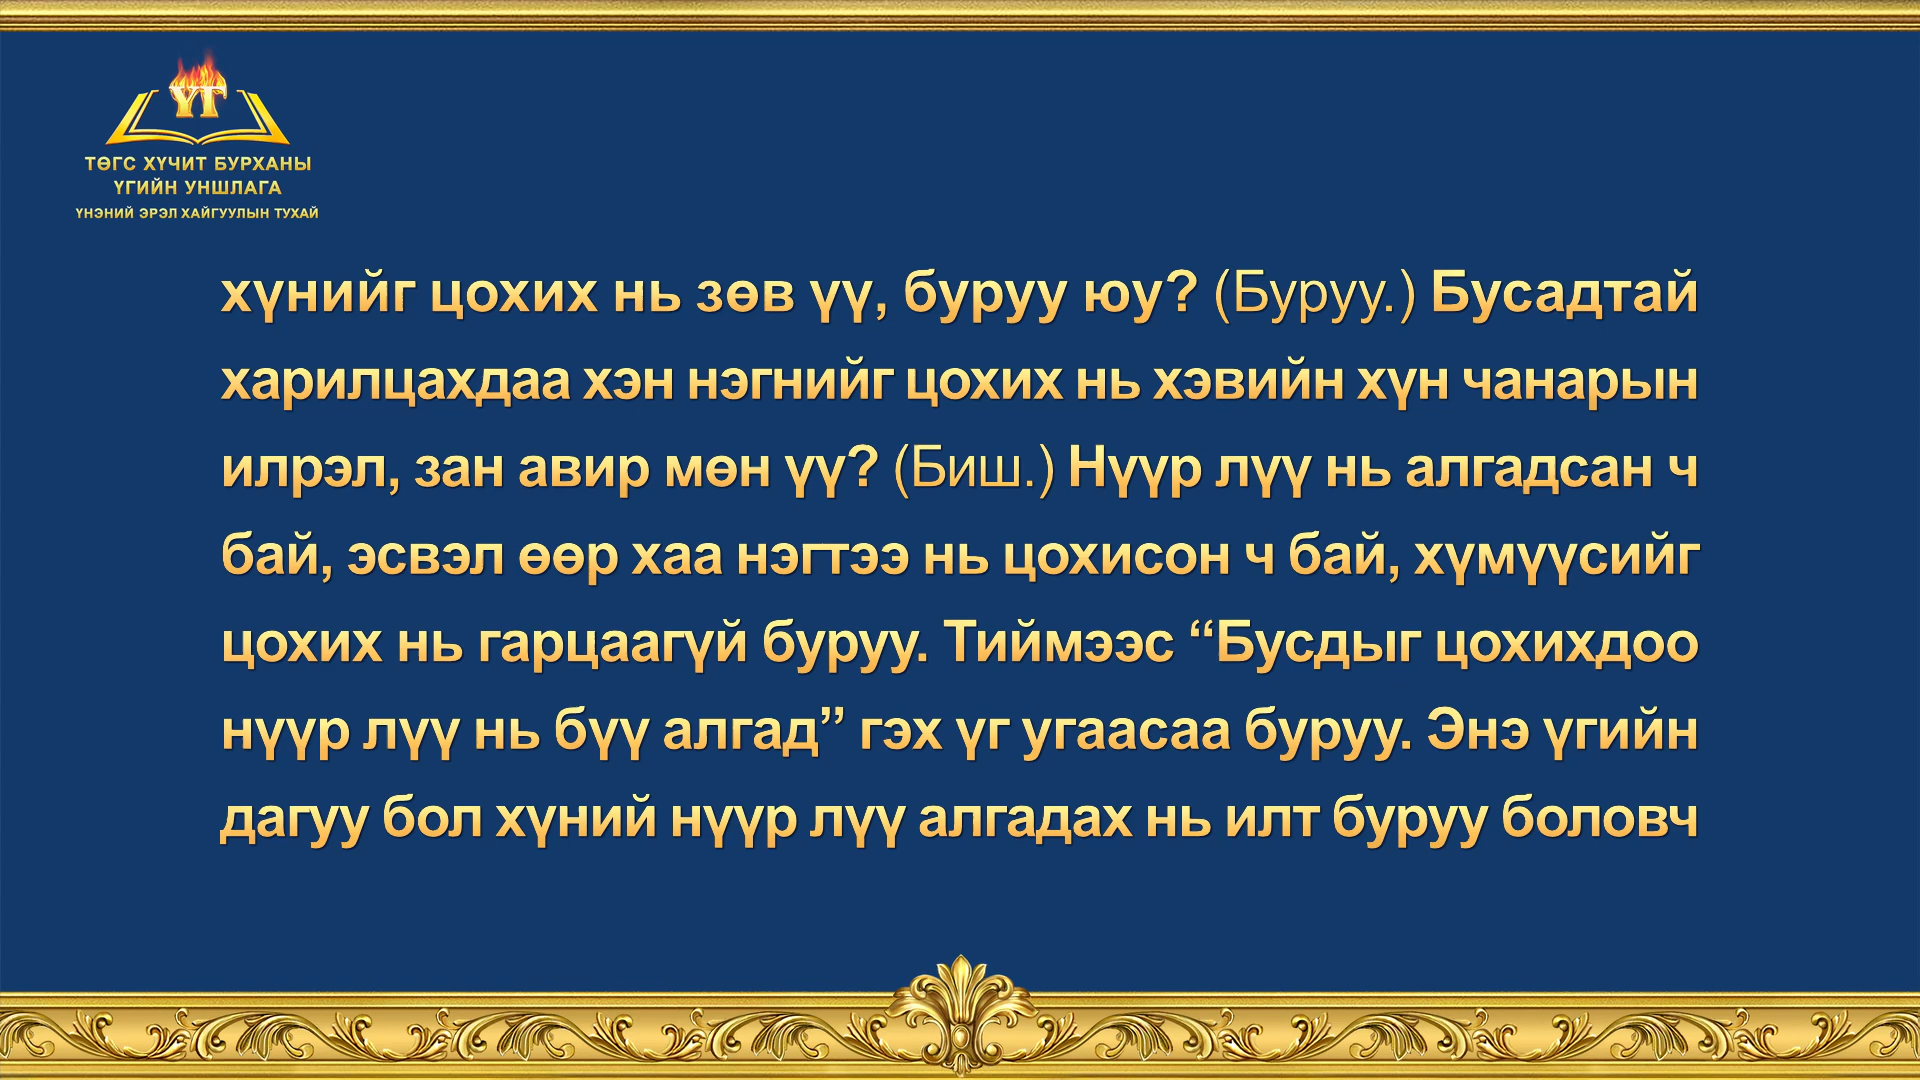 ҮГ
ТӨГС ХҮЧИТ БУРХАНЫ
ҮГИЙН УНШЛАГА
ҮНЭНИЙ ЭРЭЛ ХАЙГУУЛЫН ТУХАЙ
хүнийг цохих нь зөв үү, буруу юу? (Буруу.) Бусадтай
харилцахдаа хэн нэгнийг цохих нь хэвийн хүн чанарын
илрэл, зан авир мөн үү? (Биш.) Нүүр лүү нь алгадсан ч
бай, эсвэл өөр хаа нэгтээ нь цохисон ч бай, хүмүүсийг
цохих нь гарцаагүй буруу. Тиймээс “Бусдыг цохихдоо
нүүр лүү нь бүү алгад” гэх үг угаасаа буруу. Энэ үгийн
дагуу бол хүний нүүр лүү алгадах нь илт буруу боловч